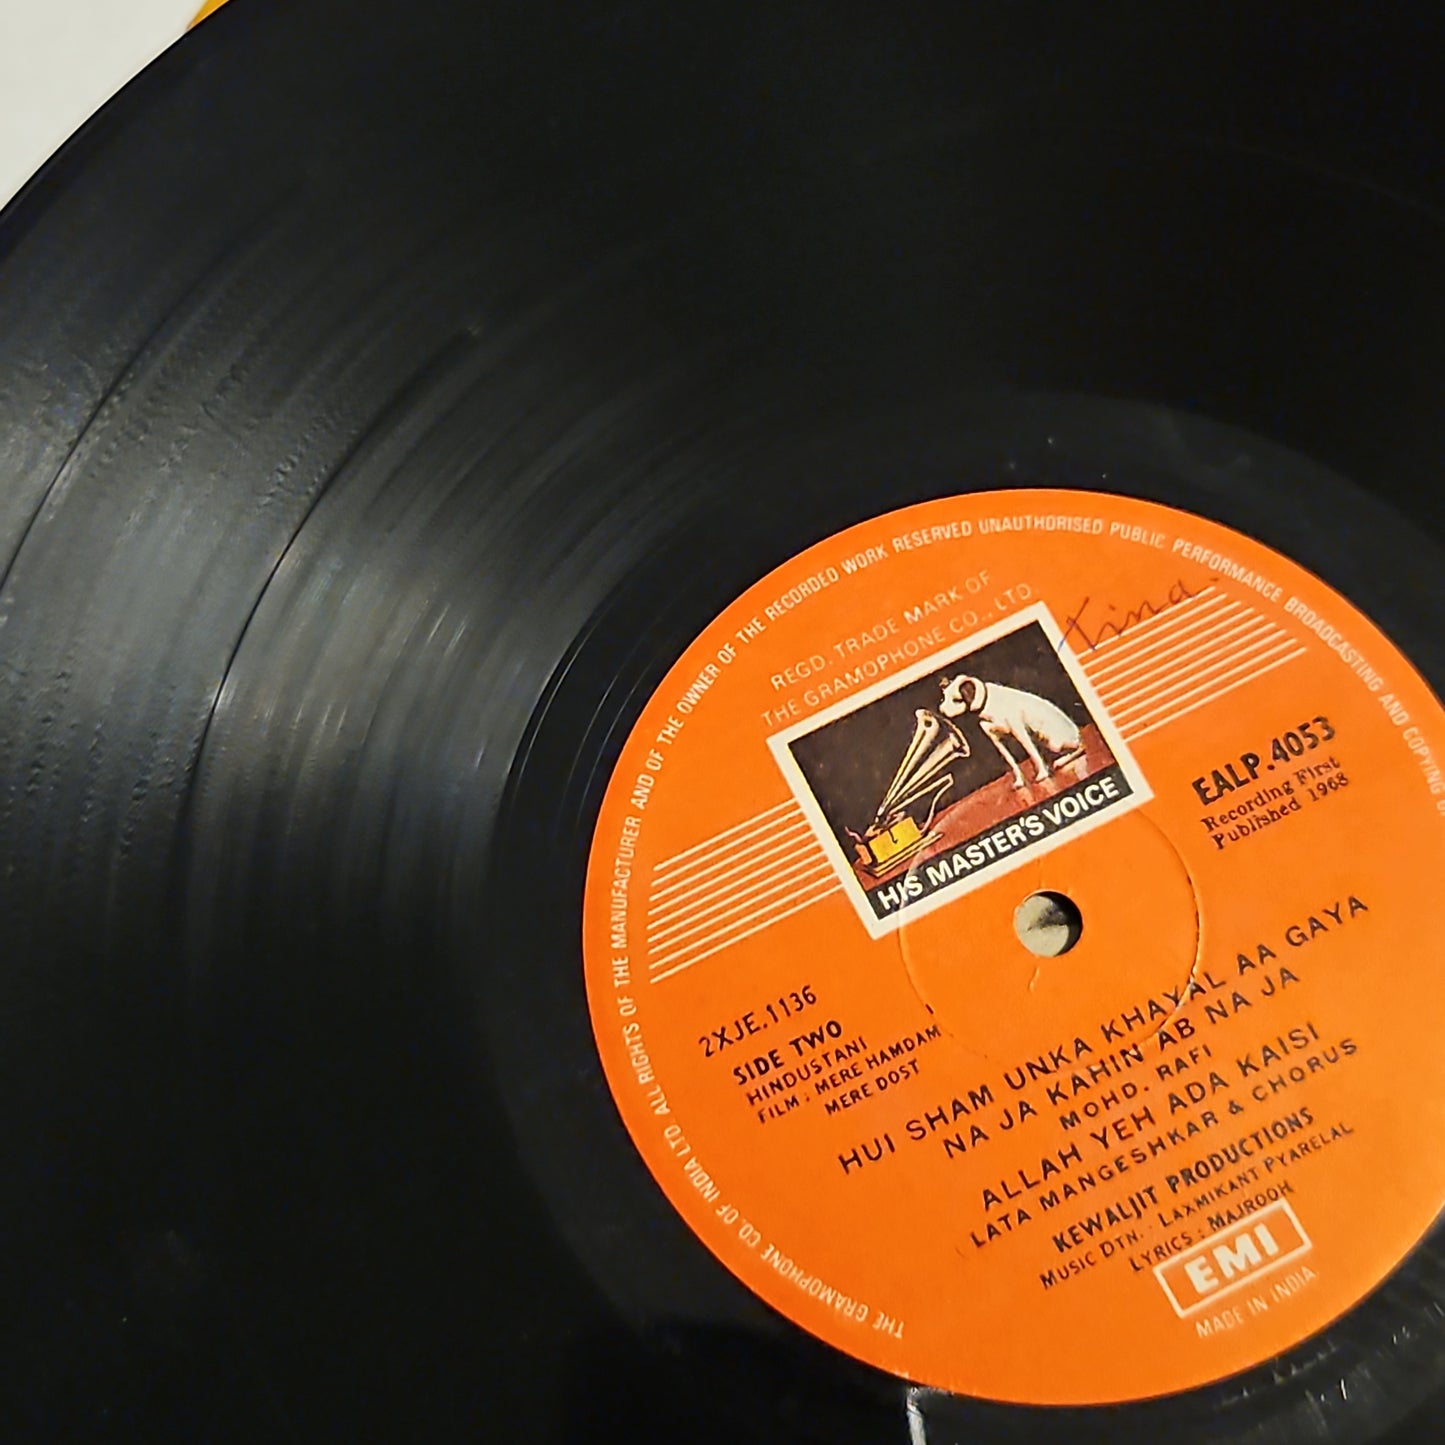 THE GRAMOPHONE CO. OF INDIA LTD ALL RIGHTS OF THE MANUFACTURER AND OF THE OWNER OF THE RECORDED WORK RESERVED UNAUTHORISED PUBLIC PERFORMANCE BROADCASTING AND COPYING O
REGD. TRADE MARK OF
THE GRAMOPHONE CO., LTD.
Tina
HIS MASTER'S VOICE
EALP.4053
Recording First
Published 1968
2XJE.1136
SIDE TWO
HINDUSTANI
FILM : MERE HAMDAM
MERE DOST
HUI SHAM UNKA KHAYAL AA GAYA
NA JA KAHIN AB NA JA
MOHD. RAFI
ALLAH YEH ADA KAISI
LATA MANGESHKAR & CHORUS
KEWALJIT PRODUCTIONS
MUSIC DTN. : LAXMIKANT PYARELAL
LYRICS : MAJROOH
EMI
MADE IN INDIA